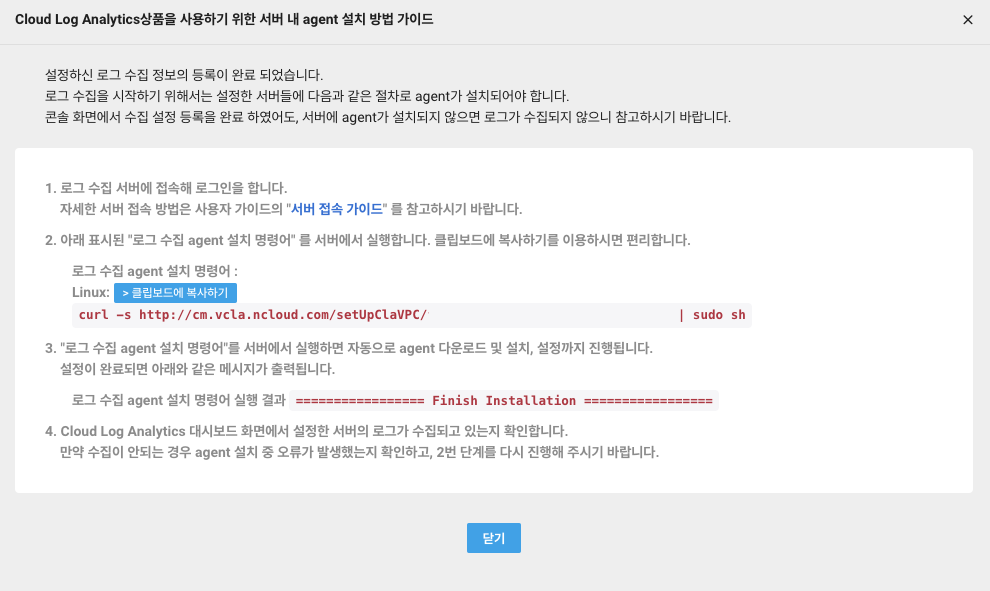 Cloud Log Analytics상품을 사용하기 위한 서버 내 agent 설치 방법 가이드
설정하신 로그 수집 정보의 등록이 완료 되었습니다.
로그 수집을 시작하기 위해서는 설정한 서버들에 다음과 같은 절차로 agent가 설치되어야 합니다.
콘솔 화면에서 수집 설정 등록을 완료 하였어도, 서버에 agent가 설치되지 않으면 로그가 수집되지 않으니 참고하시기 바랍니다.
1. 로그 수집 서버에 접속해 로그인을 합니다.
자세한 서버 접속 방법은 사용자 가이드의 "서버 접속 가이드" 를 참고하시기 바랍니다.
2. 아래 표시된 "로그 수집 agent 설치 명령어" 를 서버에서 실행합니다. 클립보드에 복사하기를 이용하시면 편리합니다.
로그 수집 agent 설치 명령어 :
Linux: > 클립보드에 복사하기
curl -s http://cm.vcla.ncloud.com/setUpClaVPC/ | sudo sh
3. "로그 수집 agent 설치 명령어"를 서버에서 실행하면 자동으로 agent 다운로드 및 설치, 설정까지 진행됩니다.
설정이 완료되면 아래와 같은 메시지가 출력됩니다.
로그 수집 agent 설치 명령어 실행 결과 ================= Finish Installation =================
4. Cloud Log Analytics 대시보드 화면에서 설정한 서버의 로그가 수집되고 있는지 확인합니다.
만약 수집이 안되는 경우 agent 설치 중 오류가 발생했는지 확인하고, 2번 단계를 다시 진행해 주시기 바랍니다.
닫기